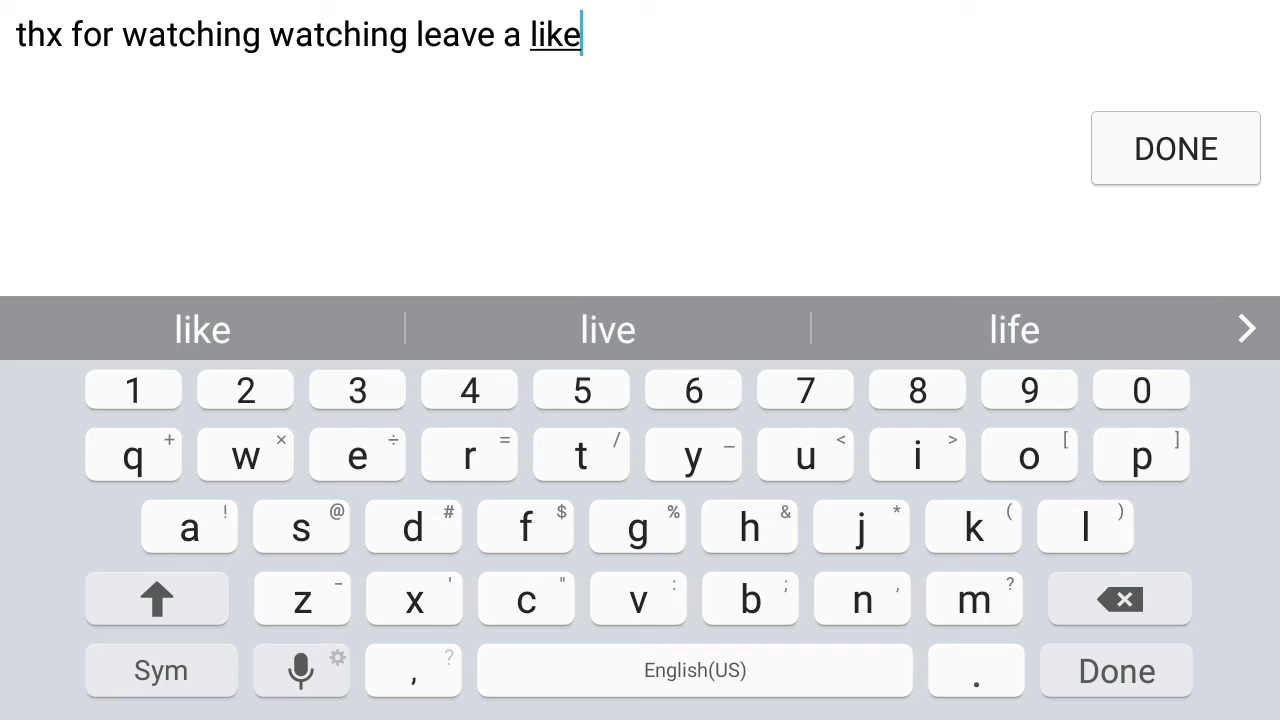 thx for watching watching leave a like
DONE
like live life
1 2 3 4 5 6 7 8 9 0
q + w × e ÷ r = t / y _ u < i > o [ p ]
a ! s @ d # f $ g % h & j * k ( l )
z - x ' c " v : b ; n , m ?
Sym , ? English(US) . Done